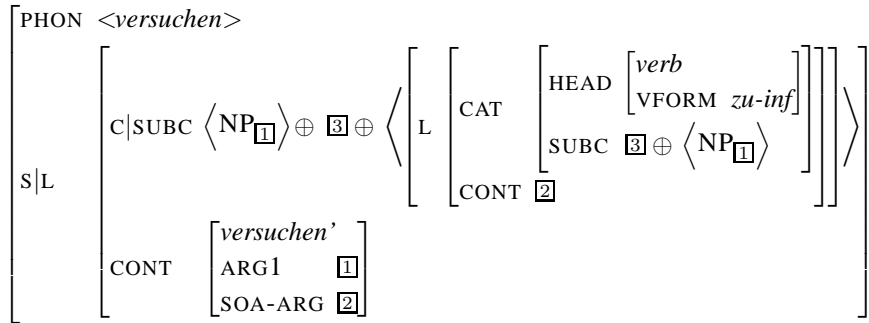 PHON <versuchen>
HEAD verb
VFORM zu-inf
CAT
C|SUBC ⟨NP[1]⟩ ⊕ [3] ⊕ ⟨ L
SUBC [3] ⊕ ⟨NP[1]⟩
S|L
CONT [2]
versuchen’
CONT ARG1 [1]
SOA-ARG [2]